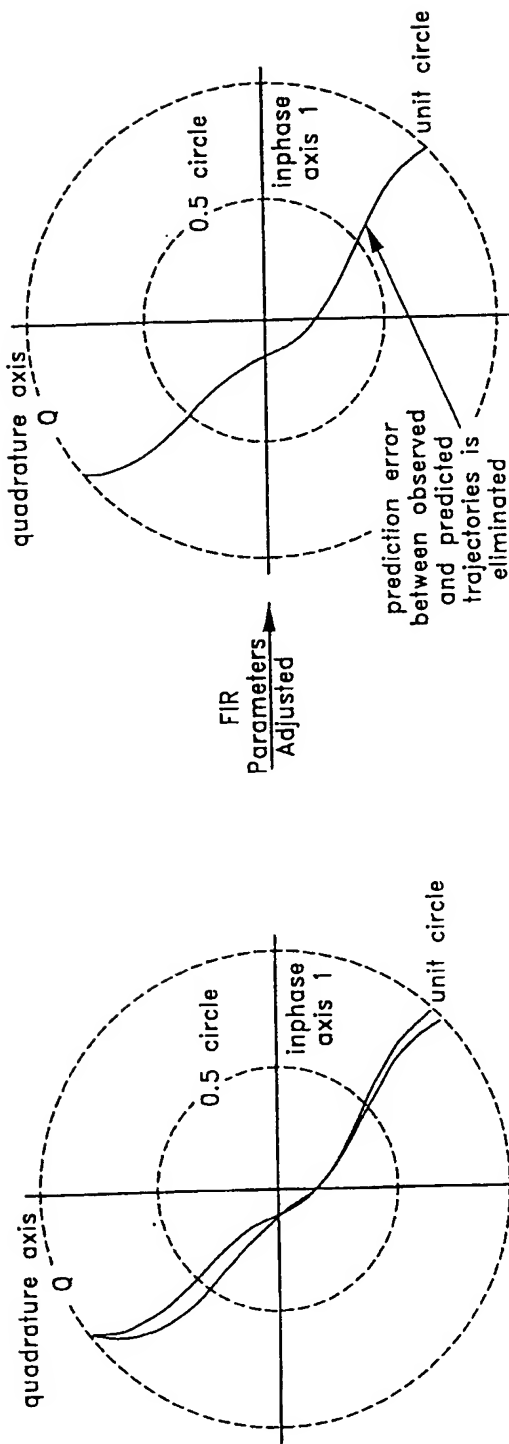 quadrature axis
Q
0.5 circle
inphase
axis 1
unit circle
FIR
Parameters
Adjusted
quadrature axis
Q
0.5 circle
inphase
axis 1
unit circle
prediction error
between observed
and predicted
trajectories is
eliminated